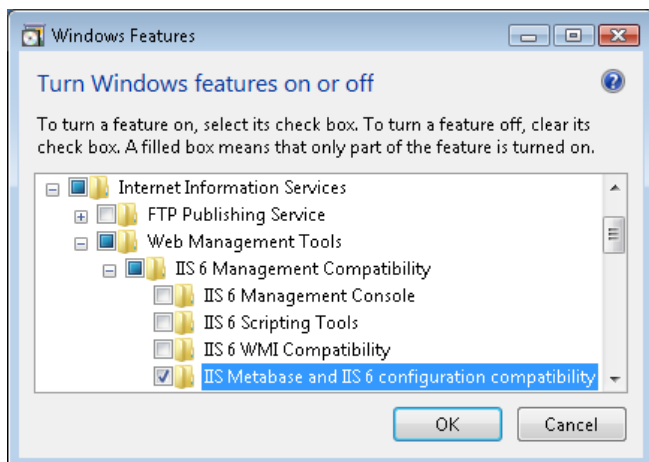 Windows Features
Turn Windows features on or off
To turn a feature on, select its check box. To turn a feature off, clear its
check box. A filled box means that only part of the feature is turned on.
Internet Information Services
FTP Publishing Service
Web Management Tools
IIS 6 Management Compatibility
IIS 6 Management Console
IIS 6 Scripting Tools
IIS 6 WMI Compatibility
IIS Metabase and IIS 6 configuration compatibility
OK Cancel